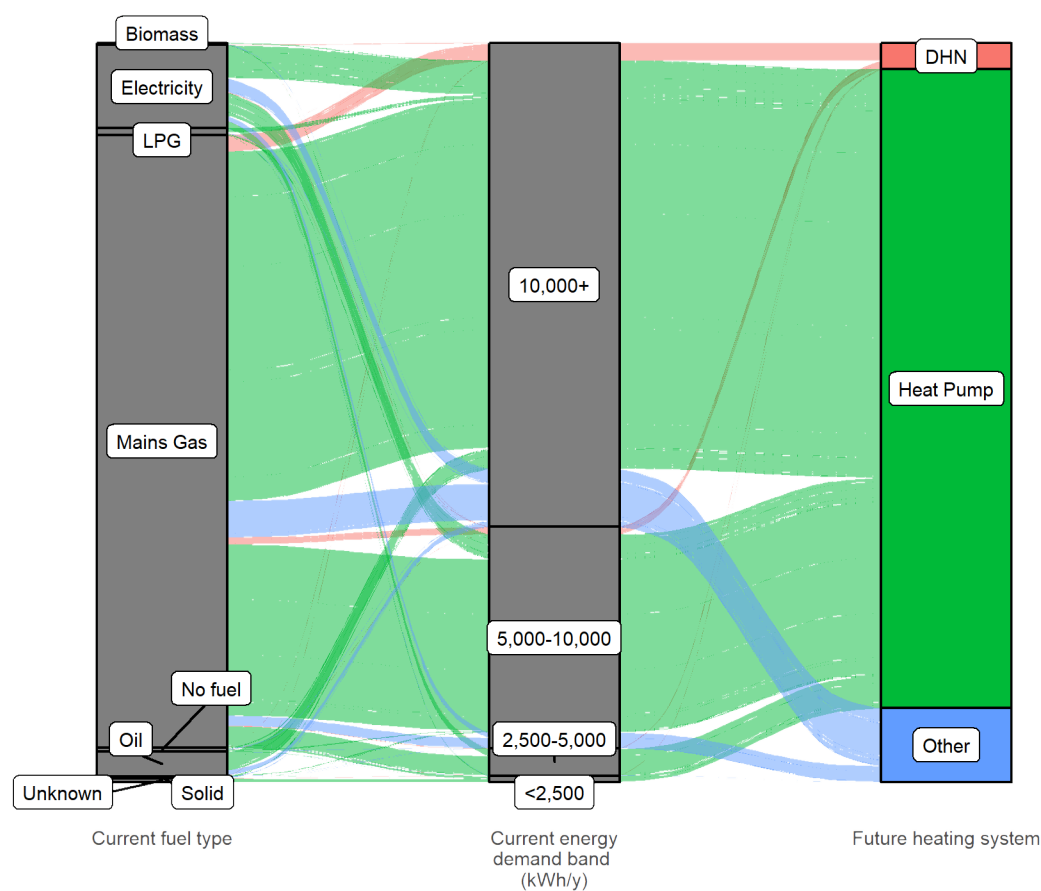 Biomass
Electricity
LPG
Mains Gas
No fuel
Oil
Unknown
Solid
10,000+
5,000-10,000
2,500-5,000
<2,500
DHN
Heat Pump
Other
Current fuel type
Current energy
demand band
(kWh/y)
Future heating system